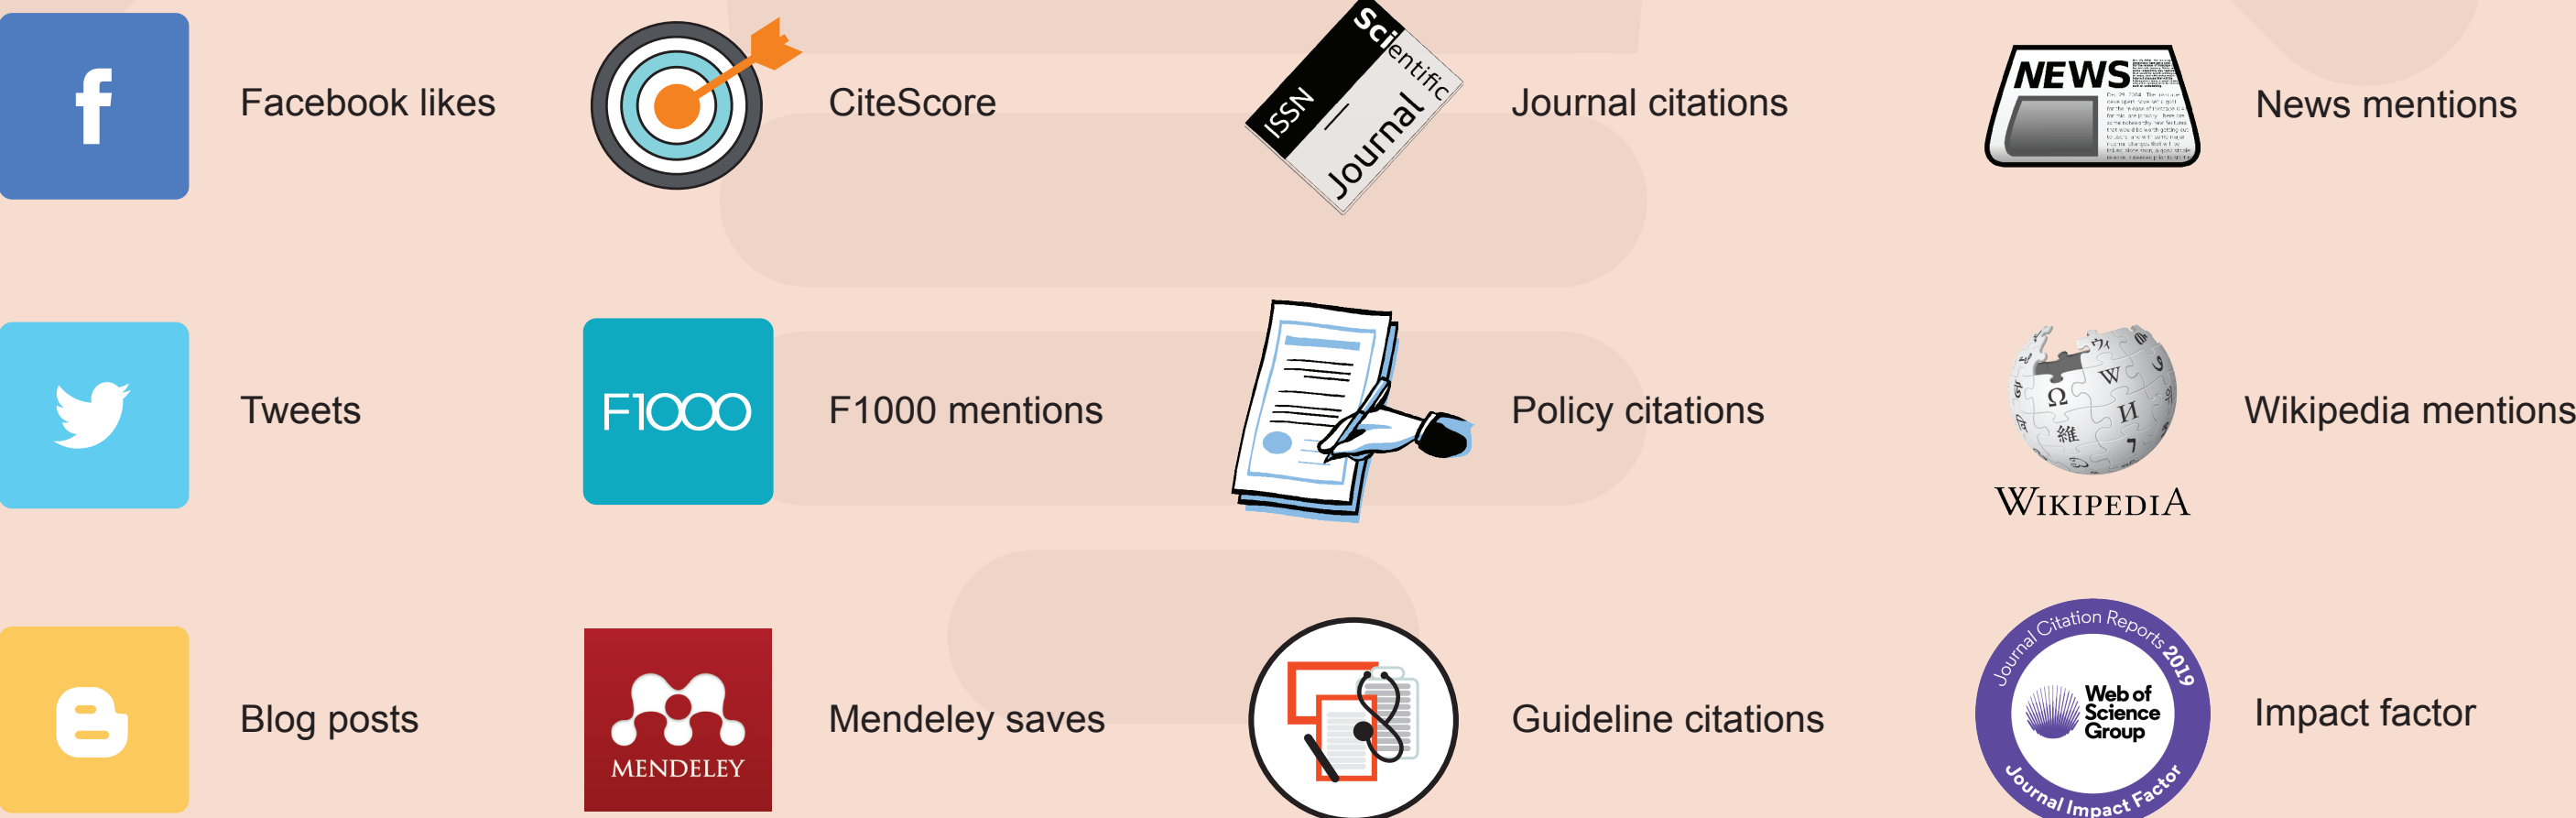 Facebook likes
CiteScore
Scientific
Journal
ISSN
Journal citations
NEWS
News mentions
Tweets
F1000
F1000 mentions
Policy citations
WIKIPEDIA
Wikipedia mentions
Blog posts
MENDELEY
Mendeley saves
Guideline citations
Journal Citation Reports 2019
Web of
Science
Group
Journal Impact Factor
Impact factor